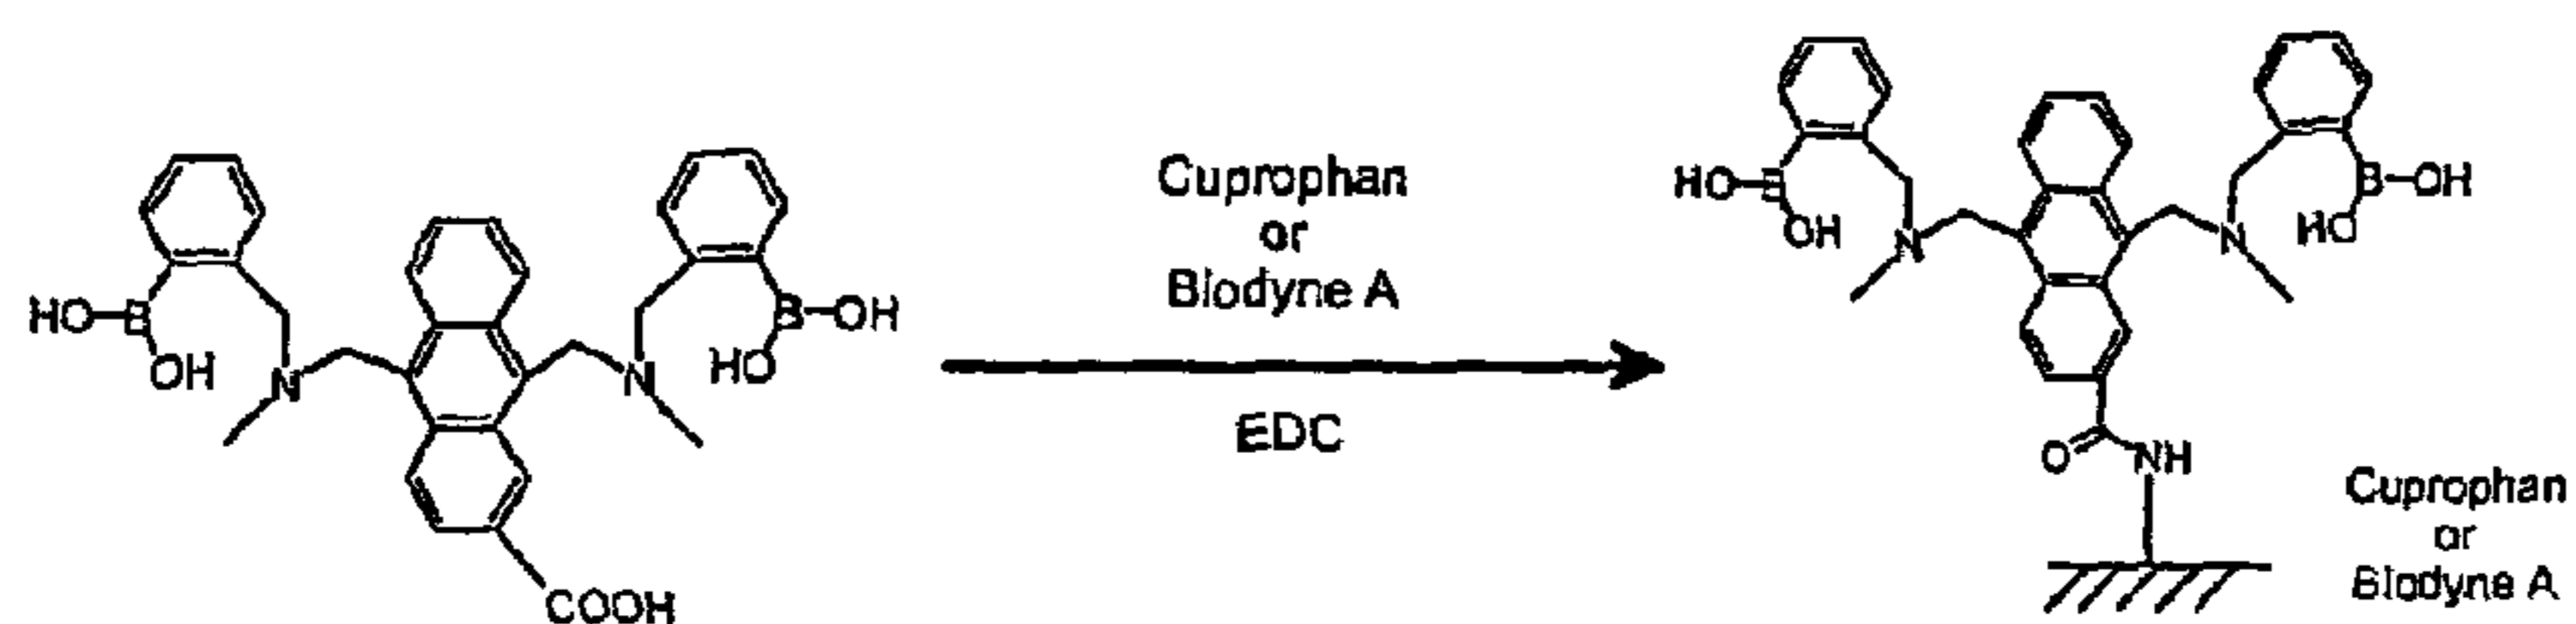 HO-B
OH
N
N
HO
B-OH
COOH
Cuprophan
or
Biodyne A
EDC
HO-B
OH
N
N
HO
B-OH
O
NH
Cuprophan
or
Biodyne A